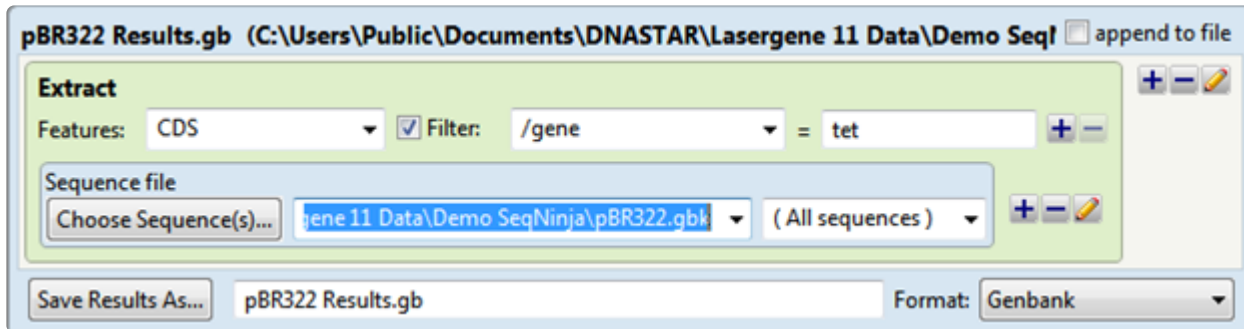 pBR322 Results.gb (C:\Users\Public\Documents\DNASTAR\Lasergene 11 Data\Demo SeqN append to file
Extract
Features: CDS Filter: /gene = tet
Sequence file
Choose Sequence(s)... gene 11 Data\Demo SeqNinja\pBR322.gbk ( All sequences )
Save Results As... pBR322 Results.gb Format: Genbank